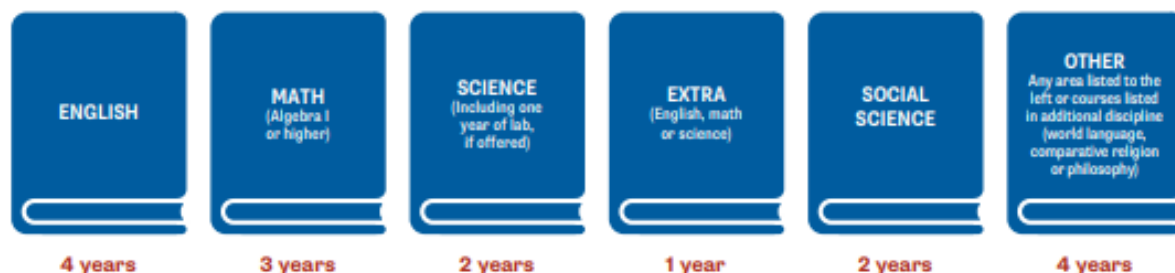 ENGLISH
MATH
(Algebra I
or higher)
SCIENCE
(Including one
year of lab,
if offered)
EXTRA
(English, math
or science)
SOCIAL
SCIENCE
OTHER
Any area listed to the
left or courses listed
in additional discipline
(world language,
comparative religion
or philosophy)
4 years
3 years
2 years
1 year
2 years
4 years